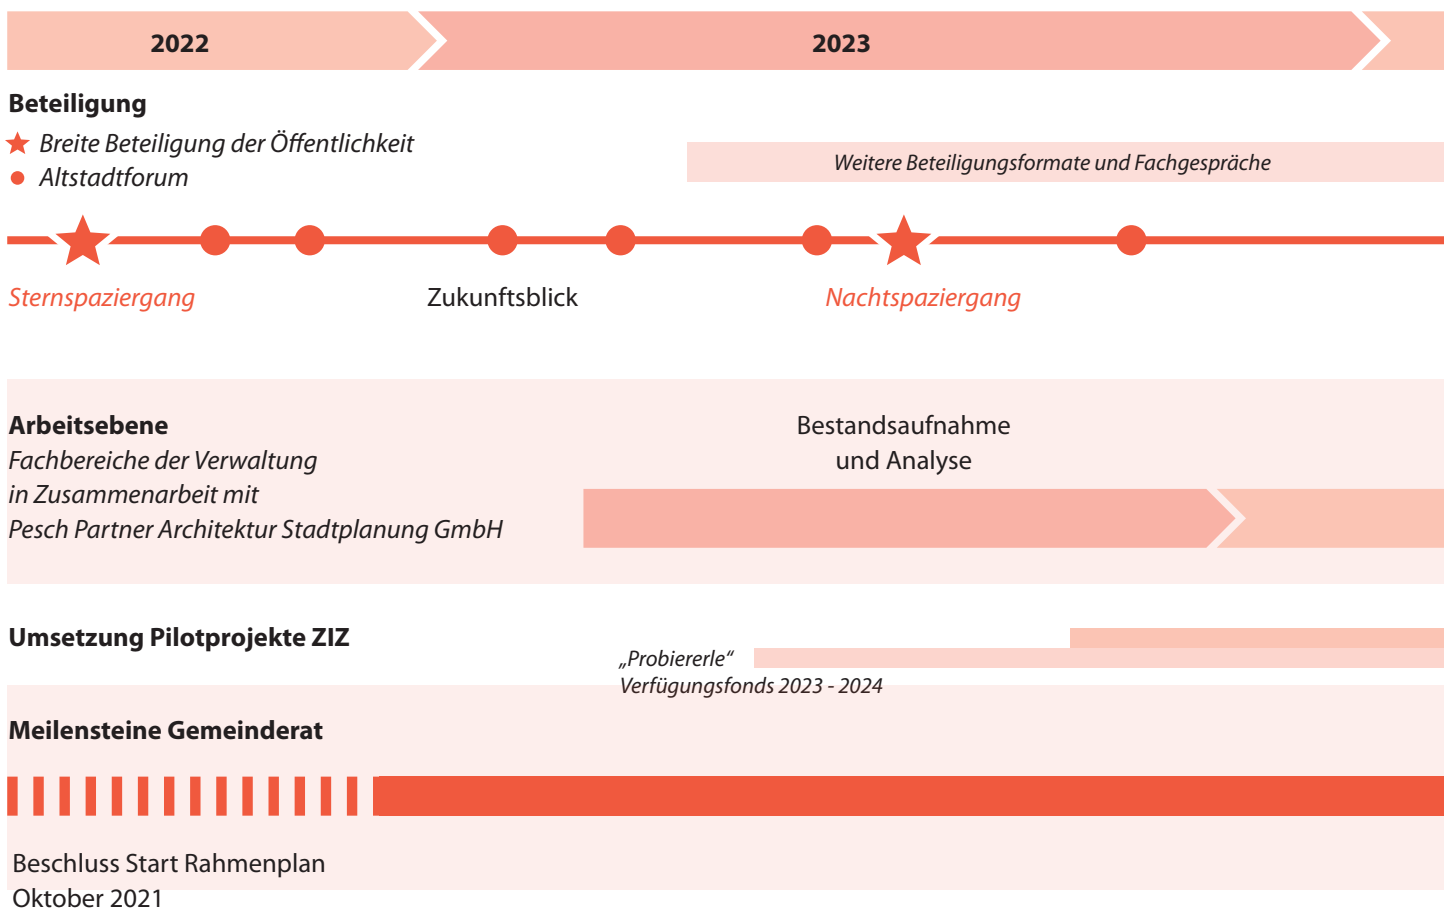 2022
2023
Beteiligung
Breite Beteiligung der Öffentlichkeit
Altstadtforum
Weitere Beteiligungsformate und Fachgespräche
Sternspaziergang
Zukunftsblick
Nachtspaziergang
Arbeitsebene
Fachbereiche der Verwaltung
in Zusammenarbeit mit
Pesch Partner Architektur Stadtplanung GmbH
Bestandsaufnahme
und Analyse
Umsetzung Pilotprojekte ZIZ
„Probiererle“
Verfügungsfonds 2023 - 2024
Meilensteine Gemeinderat
Beschluss Start Rahmenplan
Oktober 2021